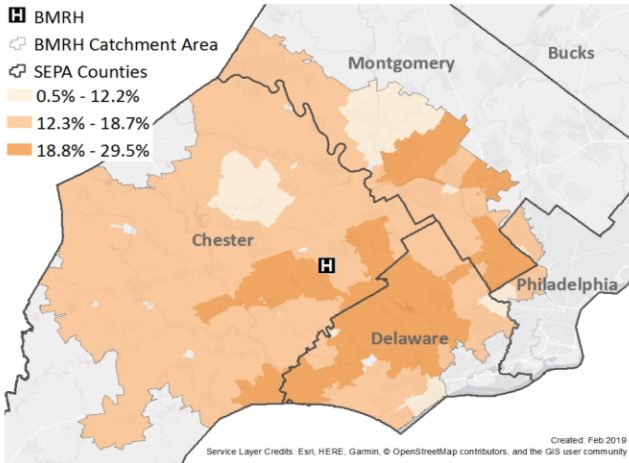 H BMRH
BMRH Catchment Area
SEPA Counties
0.5% - 12.2%
12.3% - 18.7%
18.8% - 29.5%
Bucks
Montgomery
Chester
H
Philadelphia
Delaware
Created: Feb 2019
Service Layer Credits: Esri, HERE, Garmin, © OpenStreetMap contributors, and the GIS user community